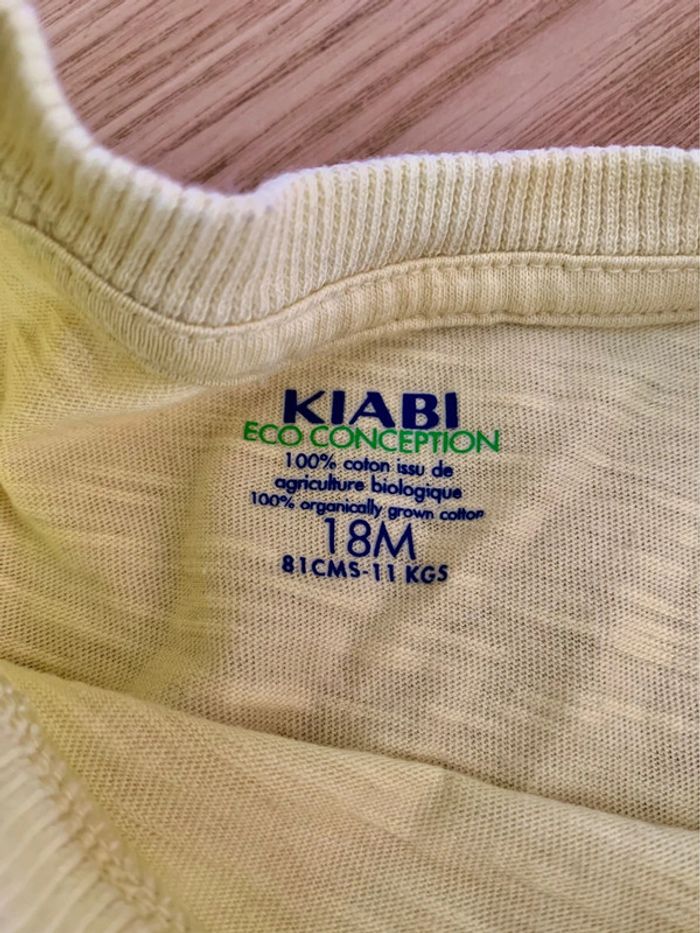 KIABI
ECO CONCEPTION
100% coton issu de
agriculture biologique
100% organically grown cotton
18M
81CMS-11 KGS